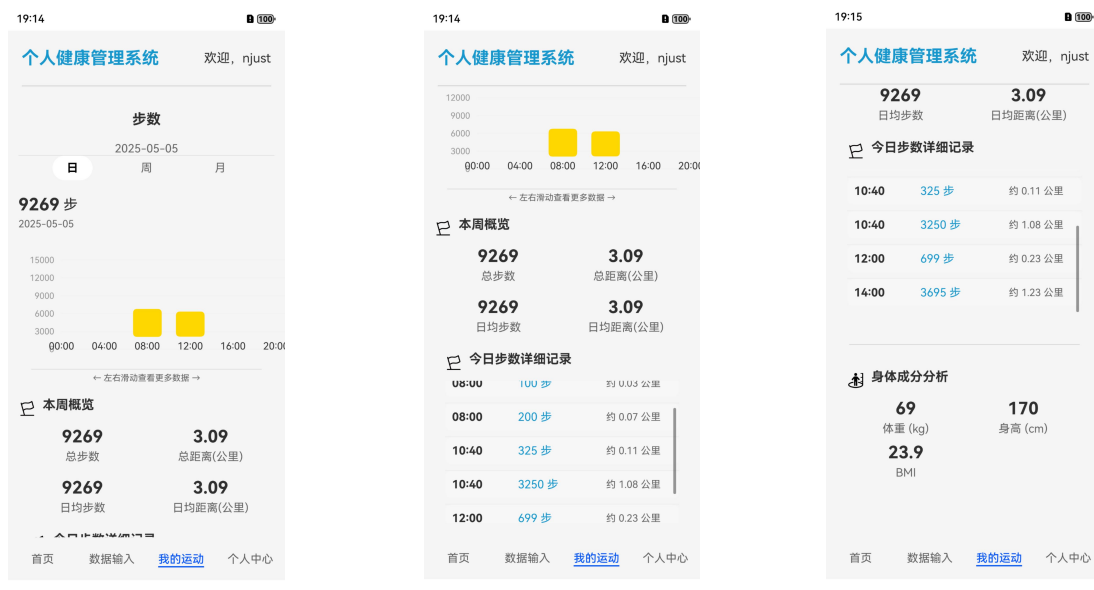 19:14
100
个人健康管理系统 欢迎，njust
步数
2025-05-05
日 周 月
9269 步
2025-05-05
15000
12000
9000
6000
3000
0
00:00 04:00 08:00 12:00 16:00 20:00
← 左右滑动查看更多数据 →
本周概览
9269 3.09
总步数 总距离(公里)
9269 3.09
日均步数 日均距离(公里)
今日步数详细记录
首页 数据输入 我的运动 个人中心
19:14
100
个人健康管理系统 欢迎，njust
12000
9000
6000
3000
0
00:00 04:00 08:00 12:00 16:00 20:00
← 左右滑动查看更多数据 →
本周概览
9269 3.09
总步数 总距离(公里)
9269 3.09
日均步数 日均距离(公里)
今日步数详细记录
08:00 100 步 约 0.03 公里
08:00 200 步 约 0.07 公里
10:40 325 步 约 0.11 公里
10:40 3250 步 约 1.08 公里
12:00 699 步 约 0.23 公里
首页 数据输入 我的运动 个人中心
19:15
100
个人健康管理系统 欢迎，njust
9269 3.09
日均步数 日均距离(公里)
今日步数详细记录
10:40 325 步 约 0.11 公里
10:40 3250 步 约 1.08 公里
12:00 699 步 约 0.23 公里
14:00 3695 步 约 1.23 公里
身体成分分析
69 170
体重 (kg) 身高 (cm)
23.9
BMI
首页 数据输入 我的运动 个人中心